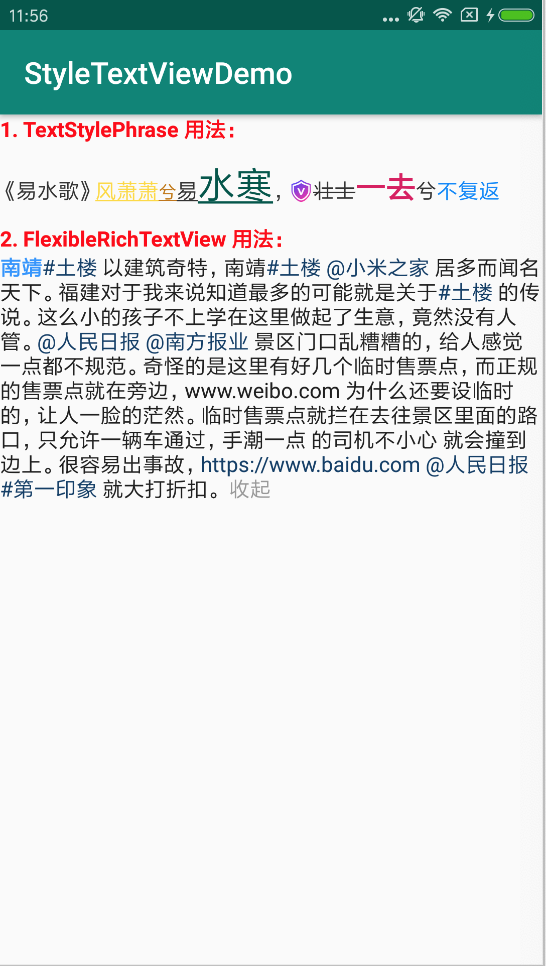 11:56
StyleTextViewDemo
1. TextStylePhrase 用法：
《易水歌》风萧萧兮易水寒，壮士一去兮不复返
2. FlexibleRichTextView 用法：
南靖#土楼 以建筑奇特，南靖#土楼 @小米之家 居多而闻名
天下。福建对于我来说知道最多的可能就是关于#土楼 的传
说。这么小的孩子不上学在这里做起了生意，竟然没有人
管。@人民日报 @南方报业 景区门口乱糟糟的，给人感觉
一点都不规范。奇怪的是这里有好几个临时售票点，而正规
的售票点就在旁边，www.weibo.com 为什么还要设临时
的，让人一脸的茫然。临时售票点就拦在去往景区里面的路
口，只允许一辆车通过，手潮一点 的司机不小心 就会撞到
边上。很容易出事故，https://www.baidu.com @人民日报
#第一印象 就大打折扣。收起